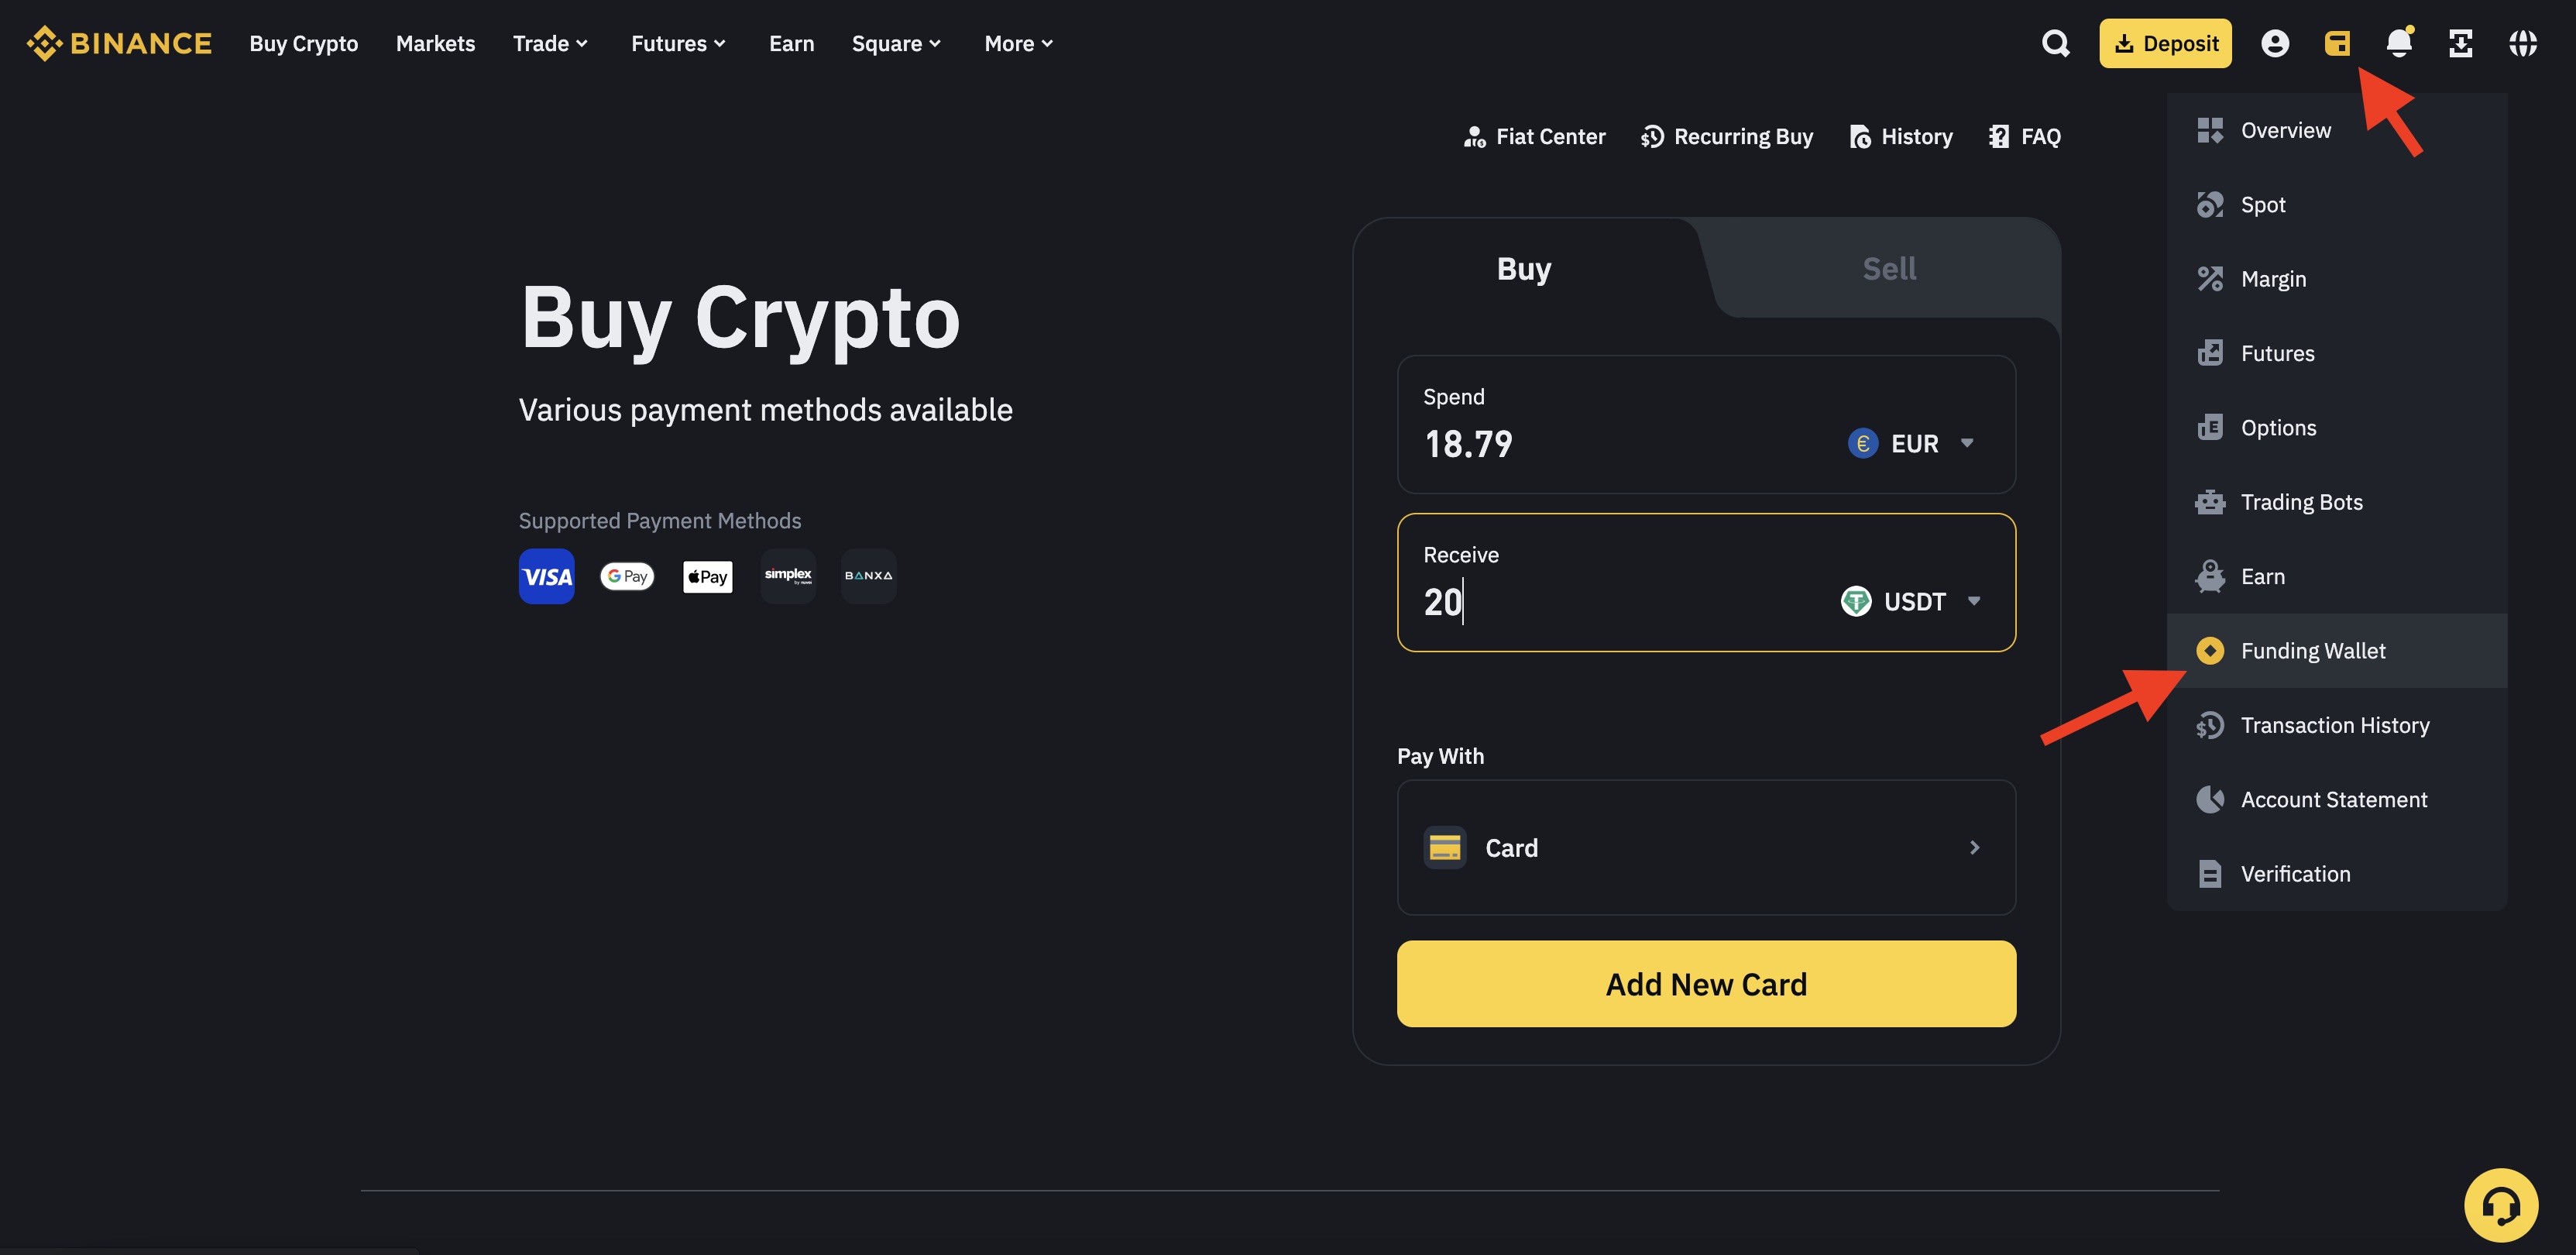 BINANCE Buy Crypto Markets Trade Futures Earn Square More Deposit
Fiat Center Recurring Buy History FAQ
Buy Crypto
Various payment methods available
Supported Payment Methods
VISA G Pay Pay simplex BANXA
Buy Sell
Spend
18.79 € EUR
Receive
20 USDT
Pay With
Card
Add New Card
Overview
Spot
Margin
Futures
Options
Trading Bots
Earn
Funding Wallet
Transaction History
Account Statement
Verification